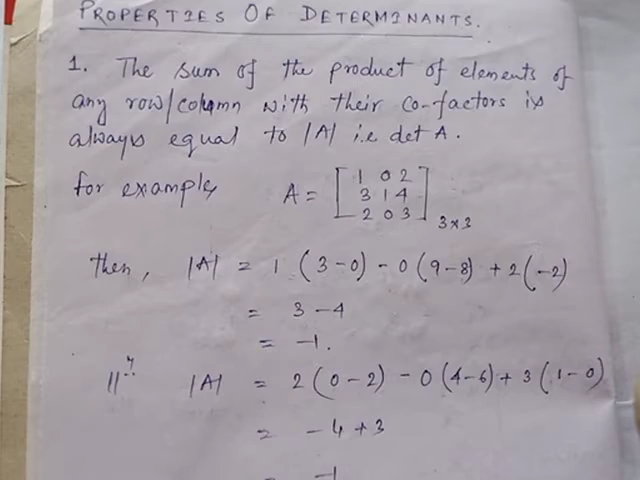 PROPERTIES OF DETERMINANTS.
1. The sum of the product of elements of
any row/column with their co-factors is
always equal to |A| i.e det A.
for example, A = [1 0 2
3 1 4
2 0 3] 3×3
then, |A| = 1 (3-0) - 0(9-8) + 2(-2)
= 3-4
= -1.
||ly |A| = 2(0-2) - 0(4-6) + 3(1-0)
= -4+3
= -1